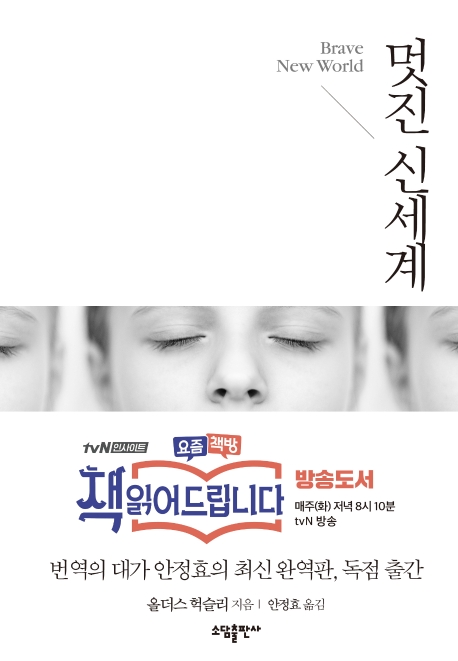 Brave
New World
멋진 신세계
tvN 인사이트
요즘 책방
책 읽어드립니다
방송도서
매주(화) 저녁 8시 10분
tvN 방송
번역의 대가 안정효의 최신 완역판, 독점 출간
올더스 헉슬리 지음 | 안정효 옮김
소담출판사